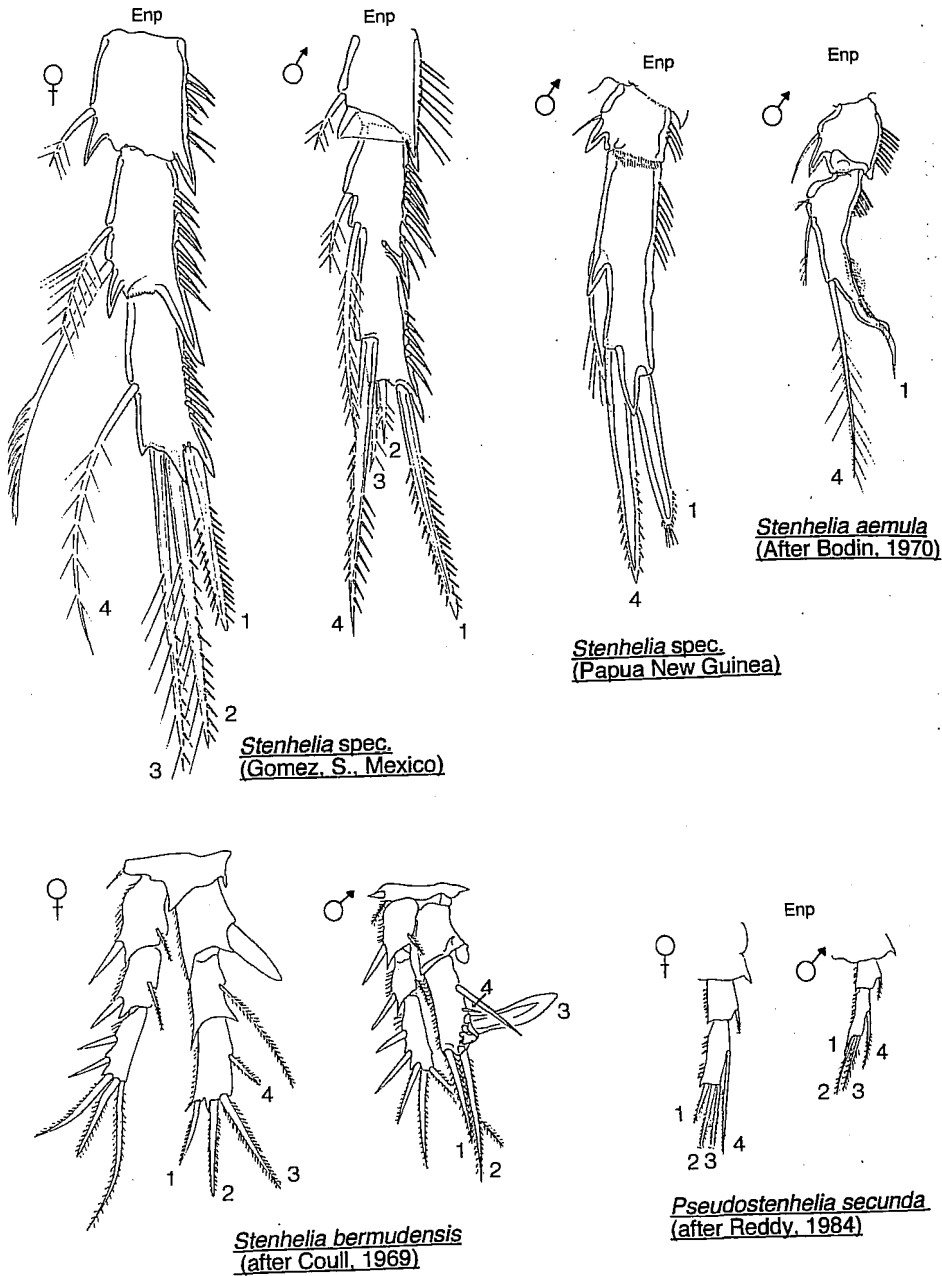 Enp
♀
Enp
♂
Enp
♂
Enp
♂
1
4
Stenhelia aemula
(After Bodin, 1970)
2
3
1
4
Stenhelia spec.
(Papua New Guinea)
4
1
2
3
4
1
Stenhelia spec.
(Gomez, S., Mexico)
♀
4
1
2
3
♂
4
3
1
2
Stenhelia bermudensis
(after Coull, 1969)
Enp
♀
1
2 3
4
♂
1
2
3
4
Pseudostenhelia secunda
(after Reddy, 1984)